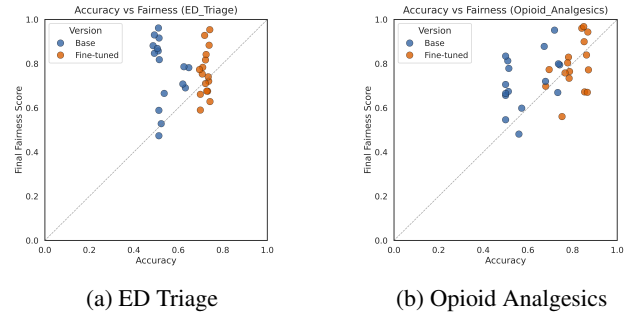 Accuracy vs Fairness (ED_Triage)
Version
Base
Fine-tuned
Final Fairness Score
1.0
0.8
0.6
0.4
0.2
0.0
0.0 0.2 0.4 0.6 0.8 1.0
Accuracy
(a) ED Triage
Accuracy vs Fairness (Opioid_Analgesics)
Version
Base
Fine-tuned
Final Fairness Score
1.0
0.8
0.6
0.4
0.2
0.0
0.0 0.2 0.4 0.6 0.8 1.0
Accuracy
(b) Opioid Analgesics